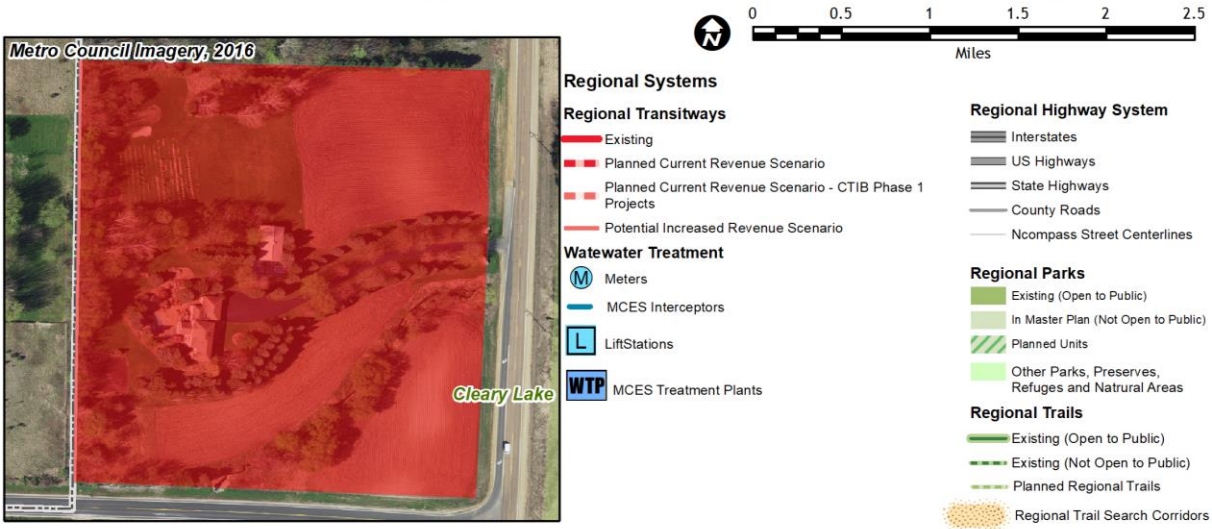 Metro Council Imagery, 2016
Cleary Lake
N
0 0.5 1 1.5 2 2.5
Miles
Regional Systems
Regional Transitways
Existing
Planned Current Revenue Scenario
Planned Current Revenue Scenario - CTIB Phase 1
Projects
Potential Increased Revenue Scenario
Watewater Treatment
M Meters
MCES Interceptors
L LiftStations
WTP MCES Treatment Plants
Regional Highway System
Interstates
US Highways
State Highways
County Roads
Ncompass Street Centerlines
Regional Parks
Existing (Open to Public)
In Master Plan (Not Open to Public)
Planned Units
Other Parks, Preserves,
Refuges and Natrural Areas
Regional Trails
Existing (Open to Public)
Existing (Not Open to Public)
Planned Regional Trails
Regional Trail Search Corridors